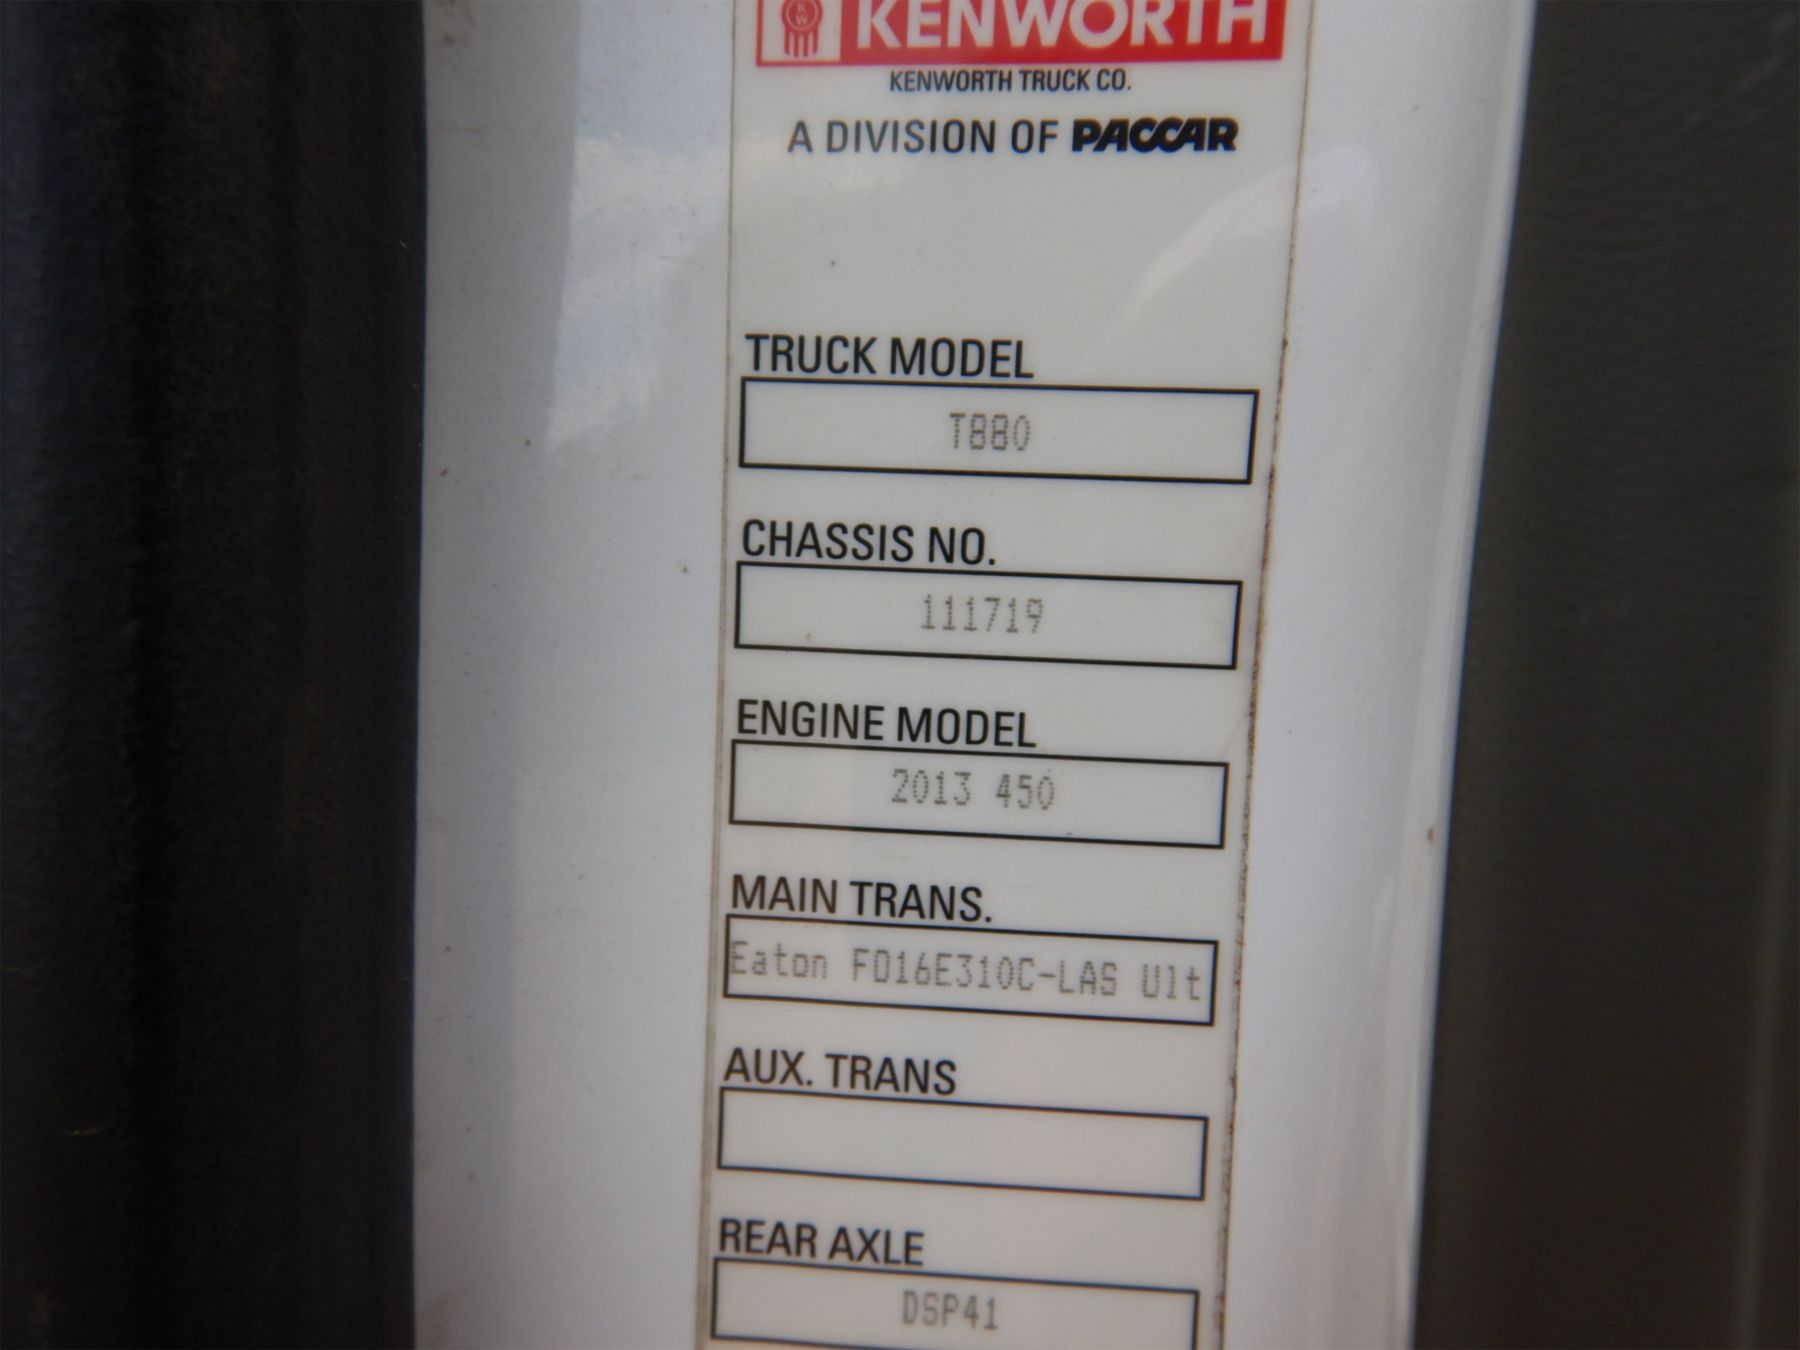 KW KENWORTH
KENWORTH TRUCK CO.
A DIVISION OF PACCAR
TRUCK MODEL
T880
CHASSIS NO.
111719
ENGINE MODEL
2013 450
MAIN TRANS.
Eaton FO16E310C-LAS Ult
AUX. TRANS
REAR AXLE
DSP41